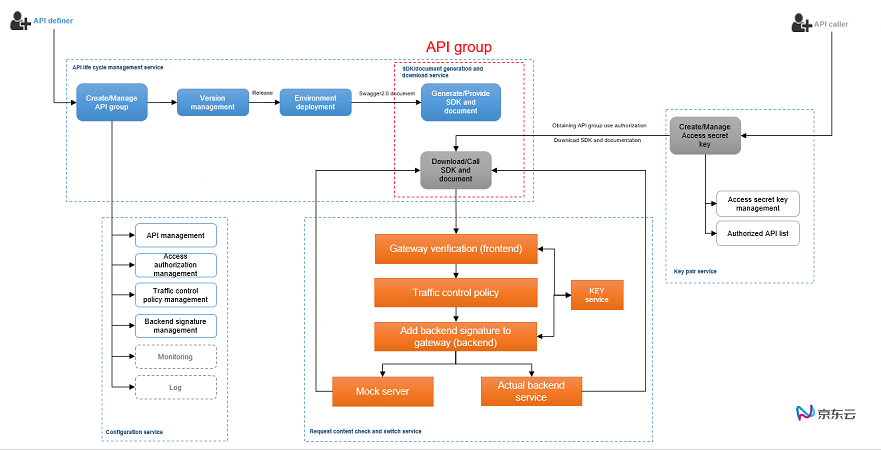 API definer
API caller
API group
API life cycle management service
SDK/document generation and
download service
Create/Manage
API group
Version
management
Release
Environment
deployment
Swagger2.0 document
Generate/Provide
SDK and
document
Obtaining API group use authorization
Download SDK and documentation
Create/Manage
Access secret
key
Download/Call
SDK and
document
Access secret key
management
Authorized API list
Key pair service
API management
Access
authorization
management
Traffic control
policy management
Backend signature
management
Monitoring
Log
Configuration service
Gateway verification (frontend)
Traffic control policy
KEY
service
Add backend signature to
gateway (backend)
Mock server
Actual backend
service
Request content check and switch service
京东云